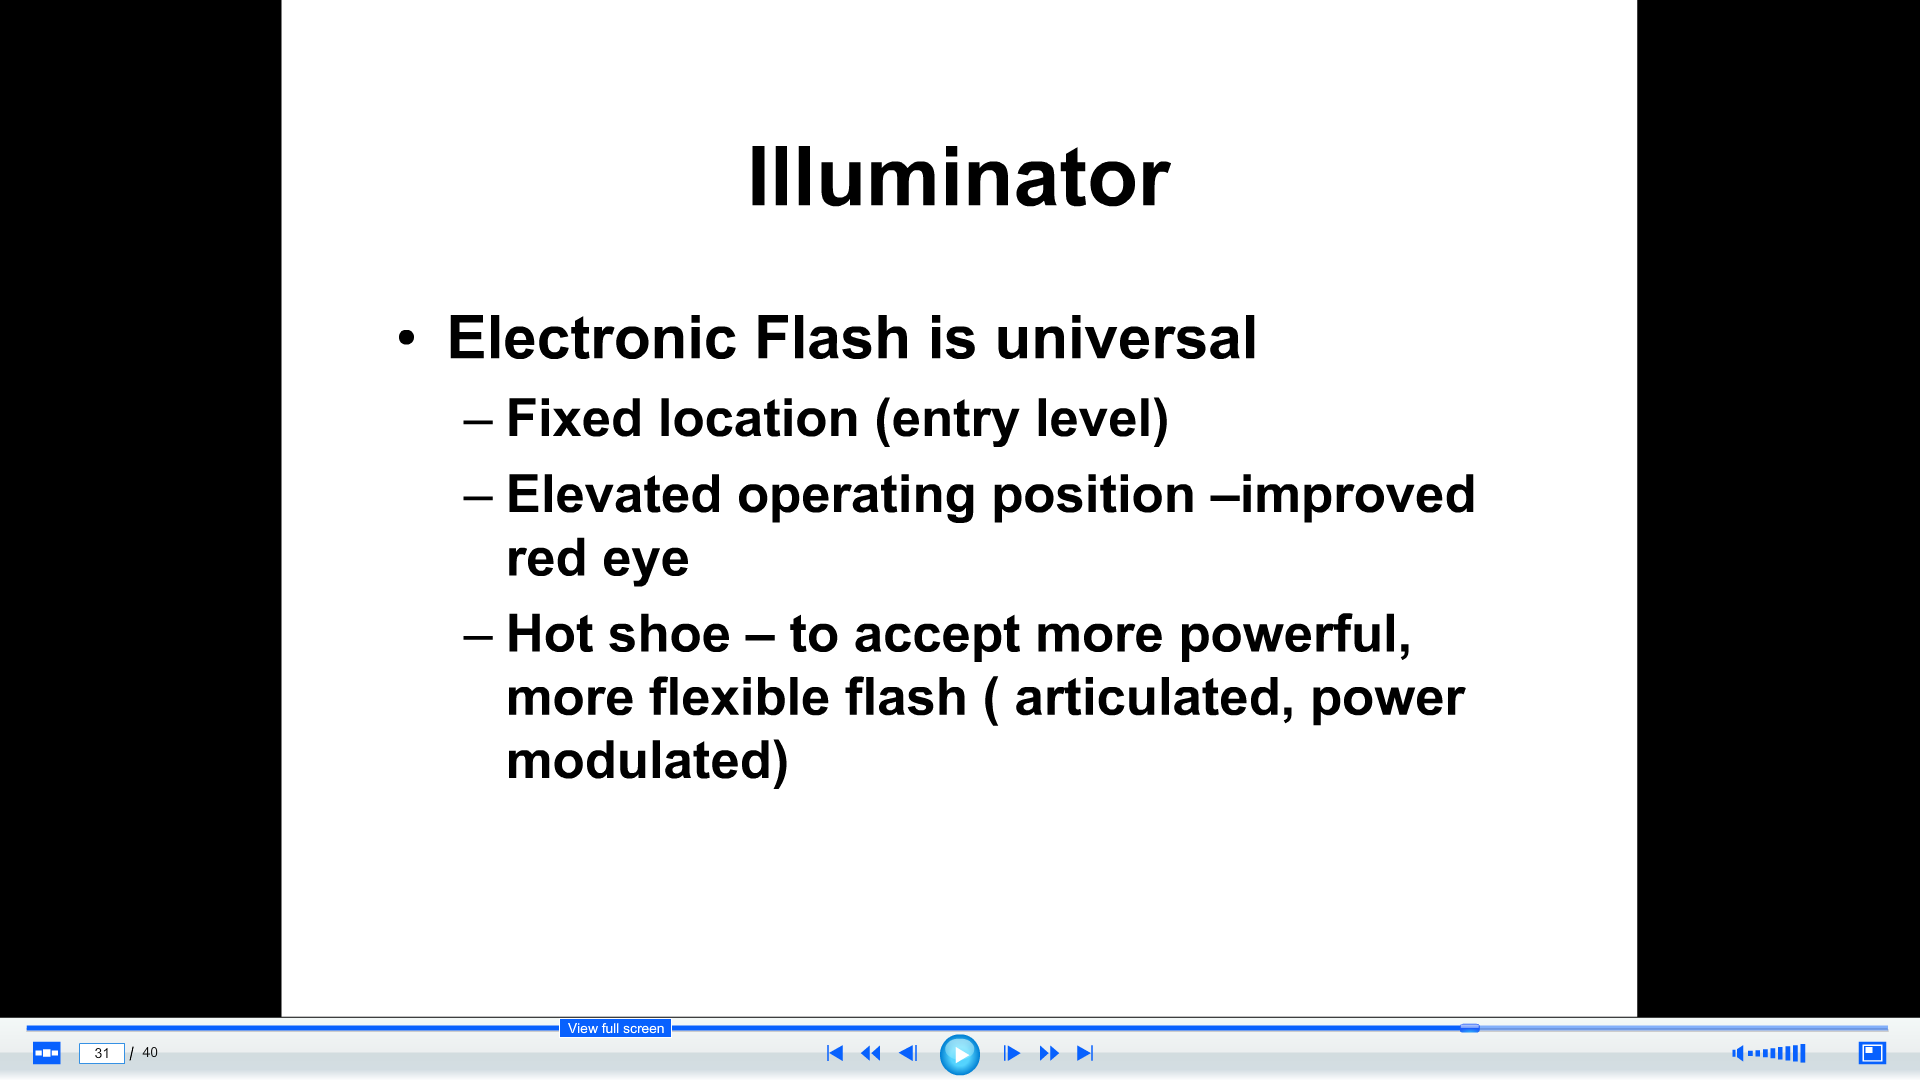 Illuminator
• Electronic Flash is universal
– Fixed location (entry level)
– Elevated operating position –improved
red eye
– Hot shoe – to accept more powerful,
more flexible flash ( articulated, power
modulated)
View full screen
31 / 40